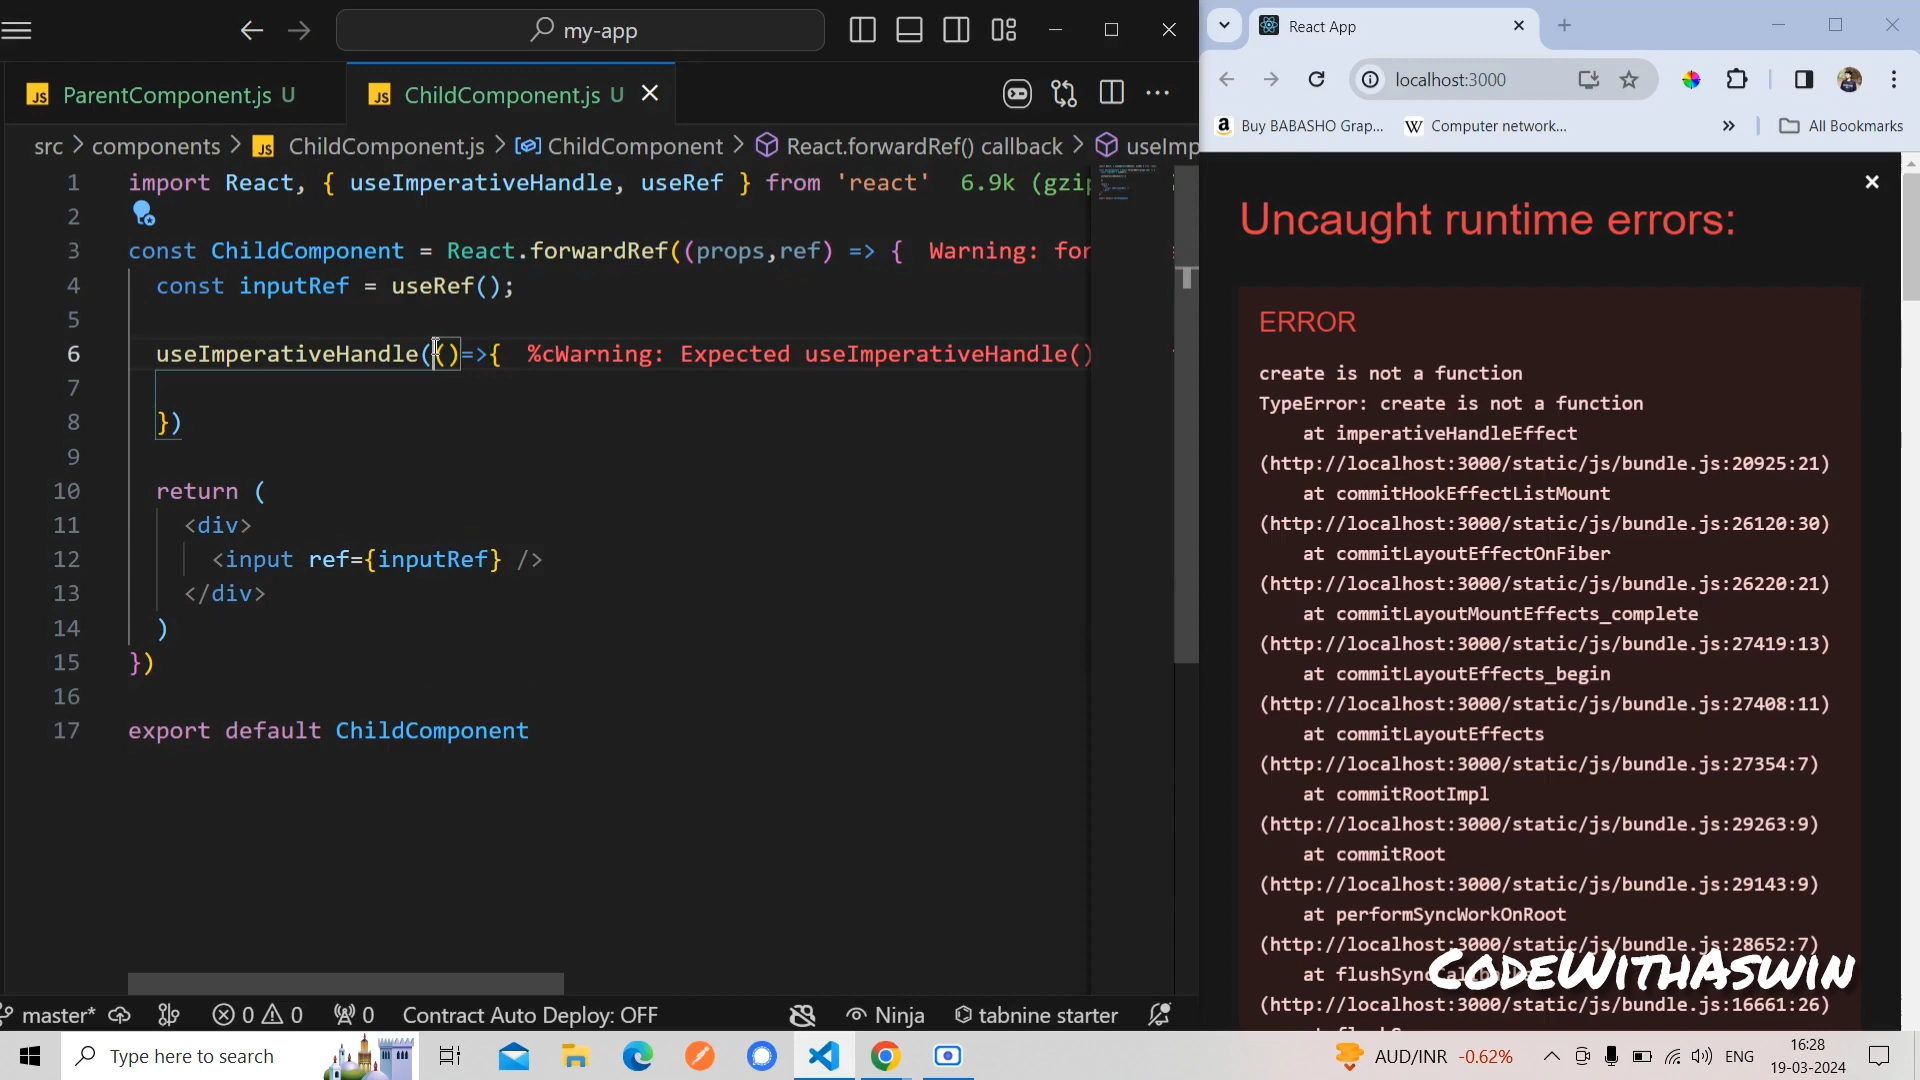 my-app
JS ParentComponent.js U
JS ChildComponent.js U
src > components > JS ChildComponent.js > ChildComponent > React.forwardRef() callback > useImp
1 import React, { useImperativeHandle, useRef } from 'react' 6.9k (gzip
2
3 const ChildComponent = React.forwardRef((props,ref) => { Warning: for
4 const inputRef = useRef();
5
6 useImperativeHandle(()=>{ %cWarning: Expected useImperativeHandle()
7
8 })
9
10 return (
11 <div>
12 <input ref={inputRef} />
13 </div>
14 )
15 })
16
17 export default ChildComponent
master* 0 0 0 Contract Auto Deploy: OFF Ninja tabnine starter
React App
localhost:3000
a Buy BABASHO Grap... W Computer network... » All Bookmarks
Uncaught runtime errors:
ERROR
create is not a function
TypeError: create is not a function
at imperativeHandleEffect
(http://localhost:3000/static/js/bundle.js:20925:21)
at commitHookEffectListMount
(http://localhost:3000/static/js/bundle.js:26120:30)
at commitLayoutEffectOnFiber
(http://localhost:3000/static/js/bundle.js:26220:21)
at commitLayoutMountEffects_complete
(http://localhost:3000/static/js/bundle.js:27419:13)
at commitLayoutEffects_begin
(http://localhost:3000/static/js/bundle.js:27408:11)
at commitLayoutEffects
(http://localhost:3000/static/js/bundle.js:27354:7)
at commitRootImpl
(http://localhost:3000/static/js/bundle.js:29263:9)
at commitRoot
(http://localhost:3000/static/js/bundle.js:29143:9)
at performSyncWorkOnRoot
(http://localhost:3000/static/js/bundle.js:28652:7)
at
CodeWithAswin
(http://localhost:3000/static/js/bundle.js:16661:26)
Type here to search
AUD/INR -0.62%
ENG
16:28
19-03-2024